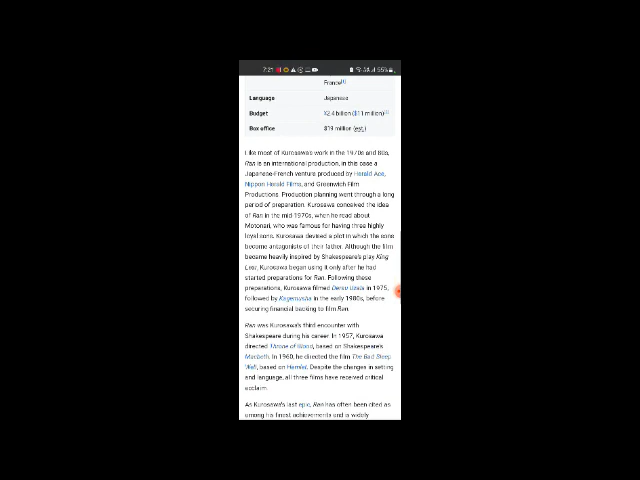 7:21
55%
France[1]
Language Japanese
Budget ¥2.4 billion ($11 million)[2]
Box office $19 million (est.)
Like most of Kurosawa's work in the 1970s and 80s,
Ran is an international production, in this case a
Japanese-French venture produced by Herald Ace,
Nippon Herald Films, and Greenwich Film
Productions. Production planning went through a long
period of preparation. Kurosawa conceived the idea
of Ran in the mid-1970s, when he read about
Motonari, who was famous for having three highly
loyal sons. Kurosawa devised a plot in which the sons
become antagonists of their father. Although the film
became heavily inspired by Shakespeare's play King
Lear, Kurosawa began using it only after he had
started preparations for Ran. Following these
preparations, Kurosawa filmed Dersu Uzala in 1975,
followed by Kagemusha in the early 1980s, before
securing financial backing to film Ran.
Ran was Kurosawa's third encounter with
Shakespeare during his career. In 1957, Kurosawa
directed Throne of Blood, based on Shakespeare's
Macbeth. In 1960, he directed the film The Bad Sleep
Well, based on Hamlet. Despite the changes in setting
and language, all three films have received critical
acclaim.
As Kurosawa's last epic, Ran has often been cited as
among his finest achievements and is widely